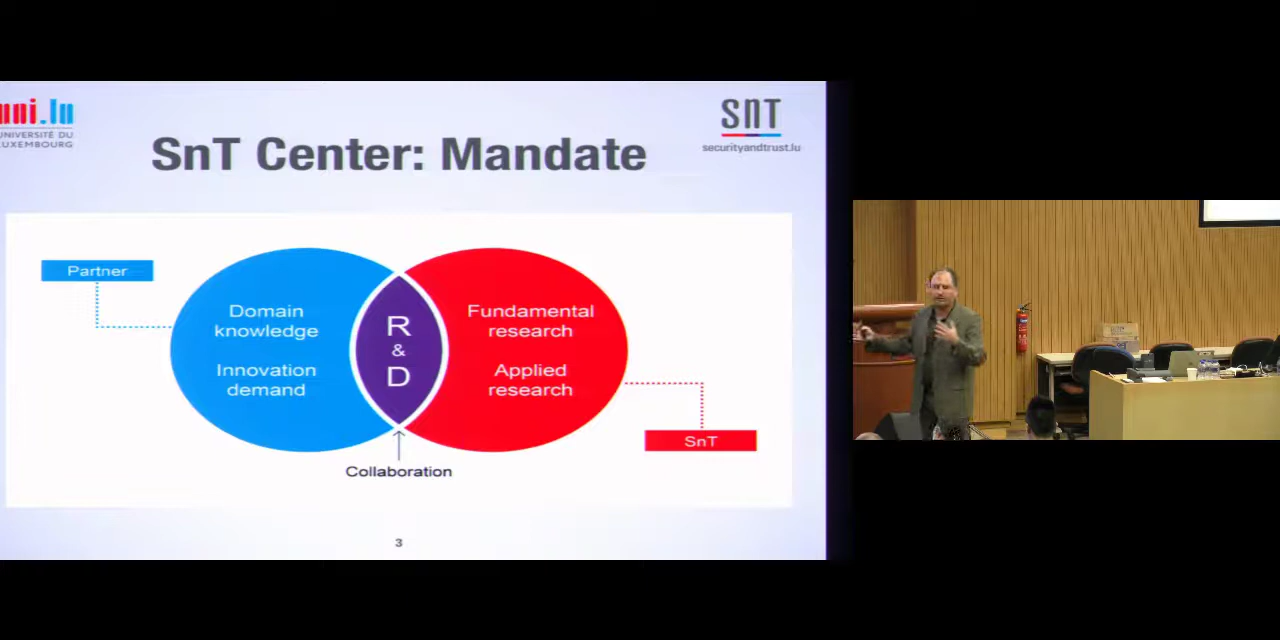 uni.lu
UNIVERSITÉ DU
LUXEMBOURG
SnT
securityandtrust.lu
SnT Center: Mandate
Partner
Domain
knowledge
Innovation
demand
R
&
D
Fundamental
research
Applied
research
SnT
Collaboration
3